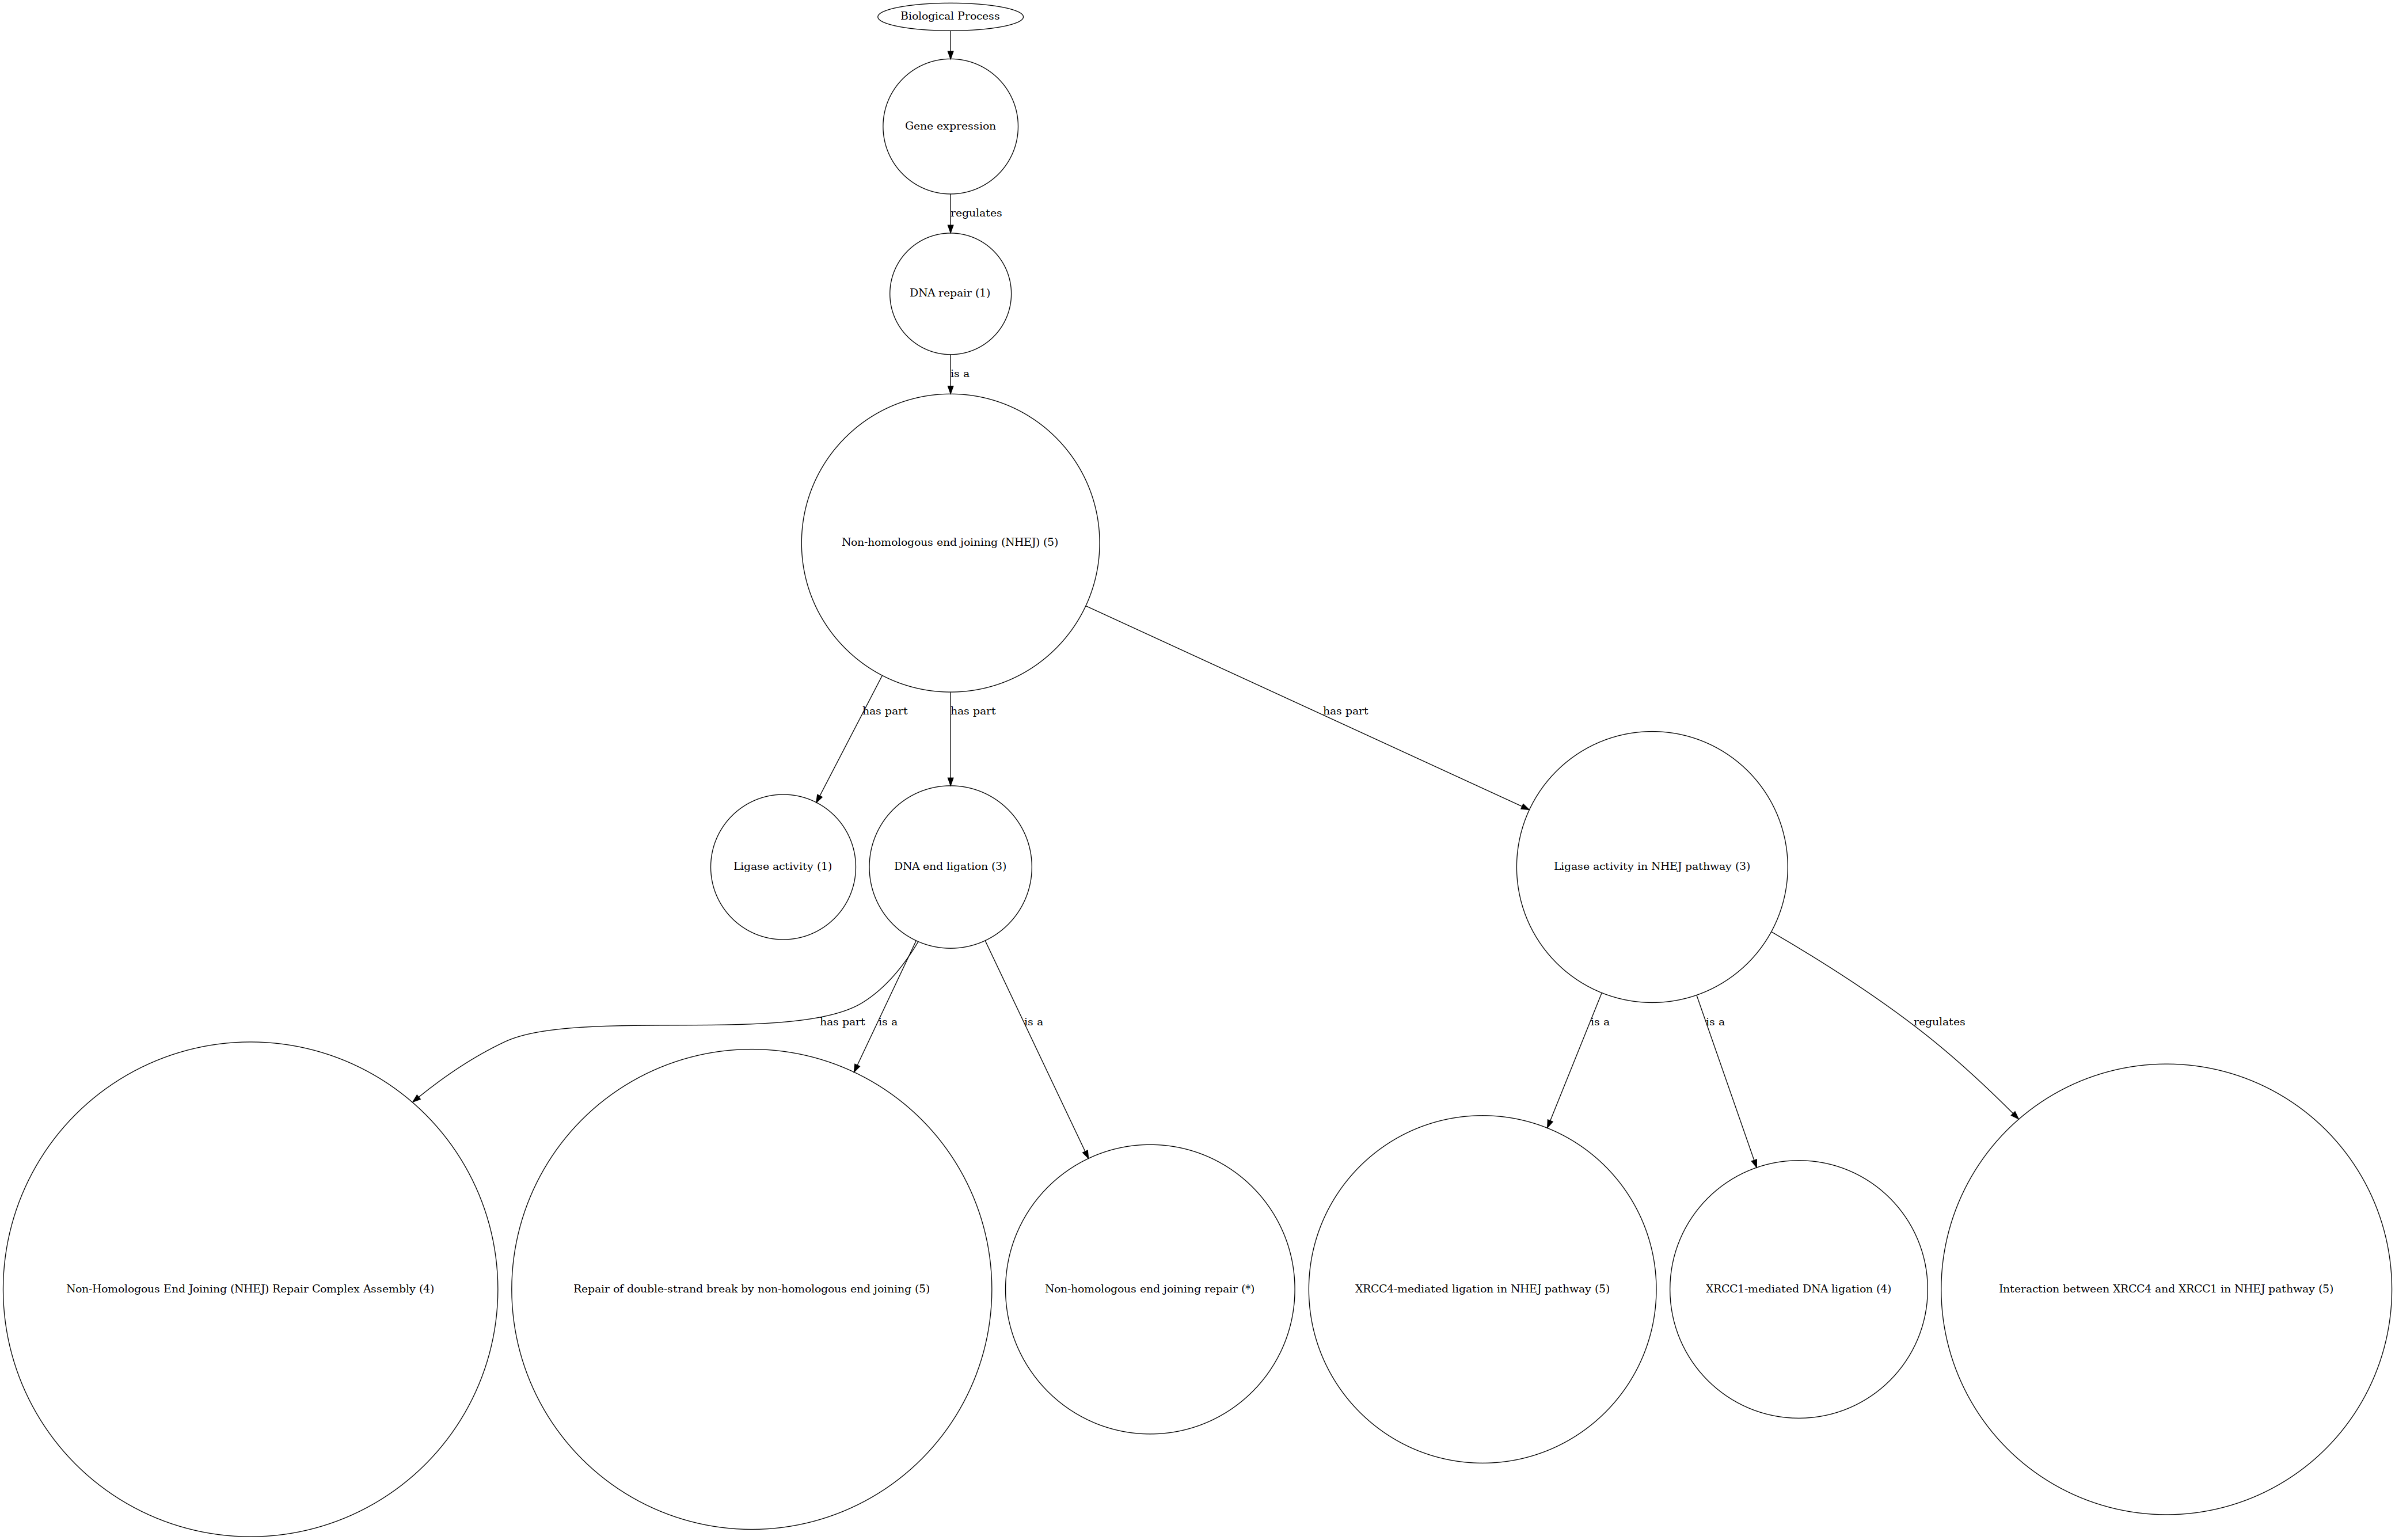 Biological Process
Gene expression
regulates
DNA repair (1)
is a
Non-homologous end joining (NHEJ) (5)
has part
has part
has part
Ligase activity (1)
DNA end ligation (3)
Ligase activity in NHEJ pathway (3)
has part
is a
is a
is a
is a
regulates
Non-Homologous End Joining (NHEJ) Repair Complex Assembly (4)
Repair of double-strand break by non-homologous end joining (5)
Non-homologous end joining repair (*)
XRCC4-mediated ligation in NHEJ pathway (5)
XRCC1-mediated DNA ligation (4)
Interaction between XRCC4 and XRCC1 in NHEJ pathway (5)